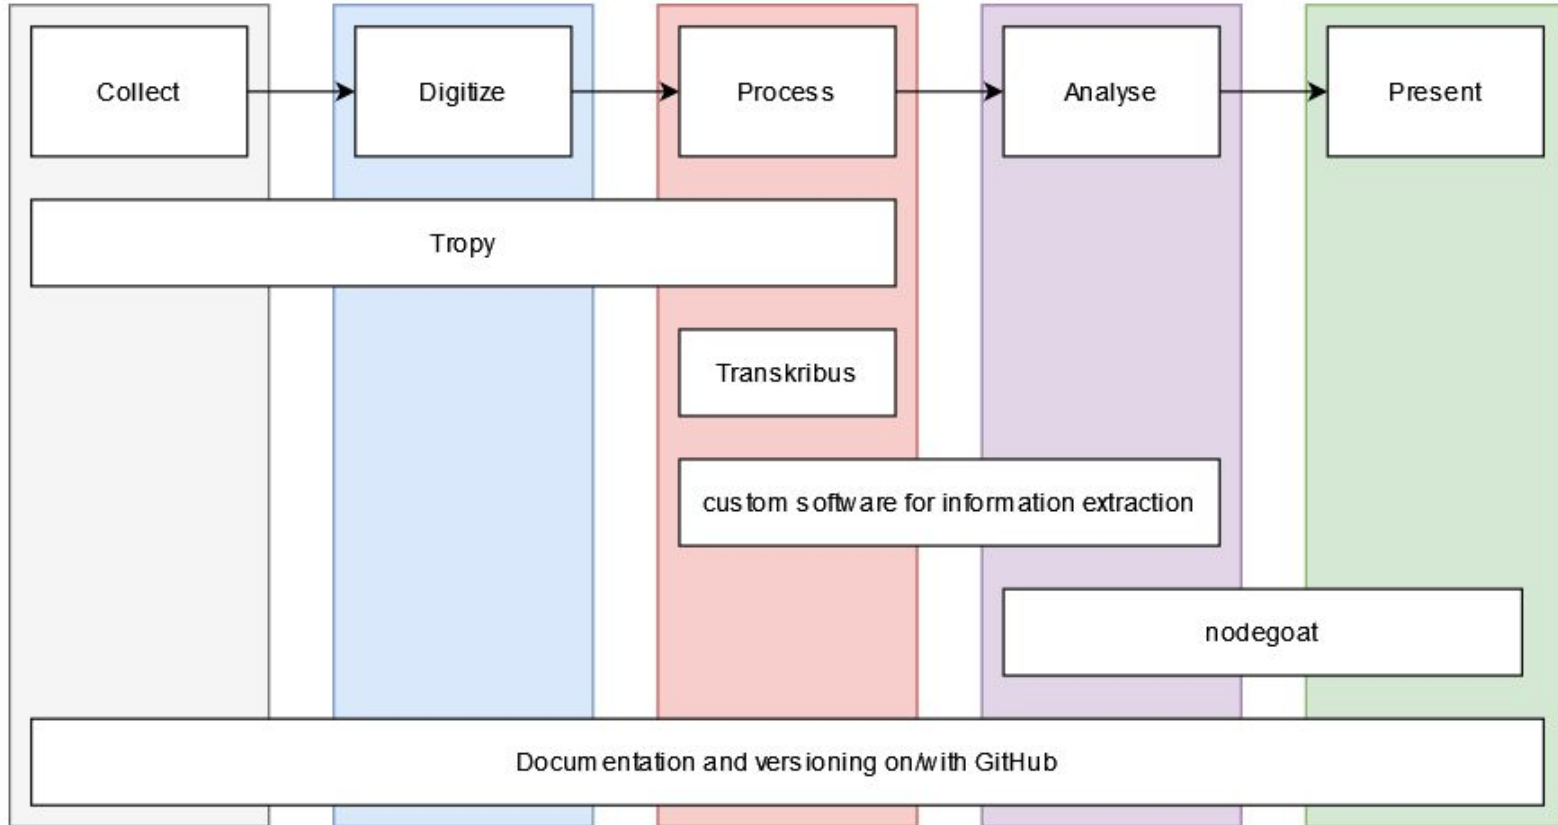 Collect
Digitize
Process
Analyse
Present
Tropy
Transkribus
custom software for information extraction
nodegoat
Documentation and versioning on/with GitHub